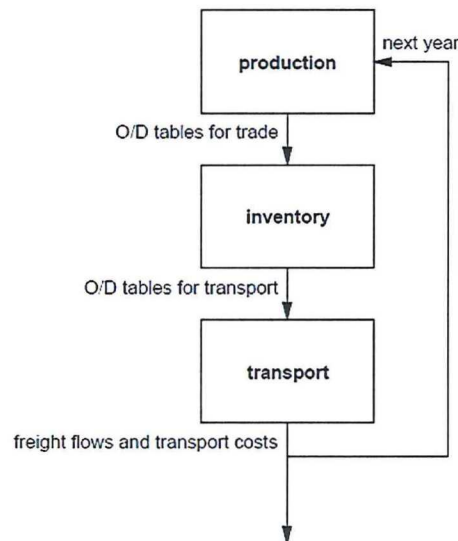 next year
production
O/D tables for trade
inventory
O/D tables for transport
transport
freight flows and transport costs